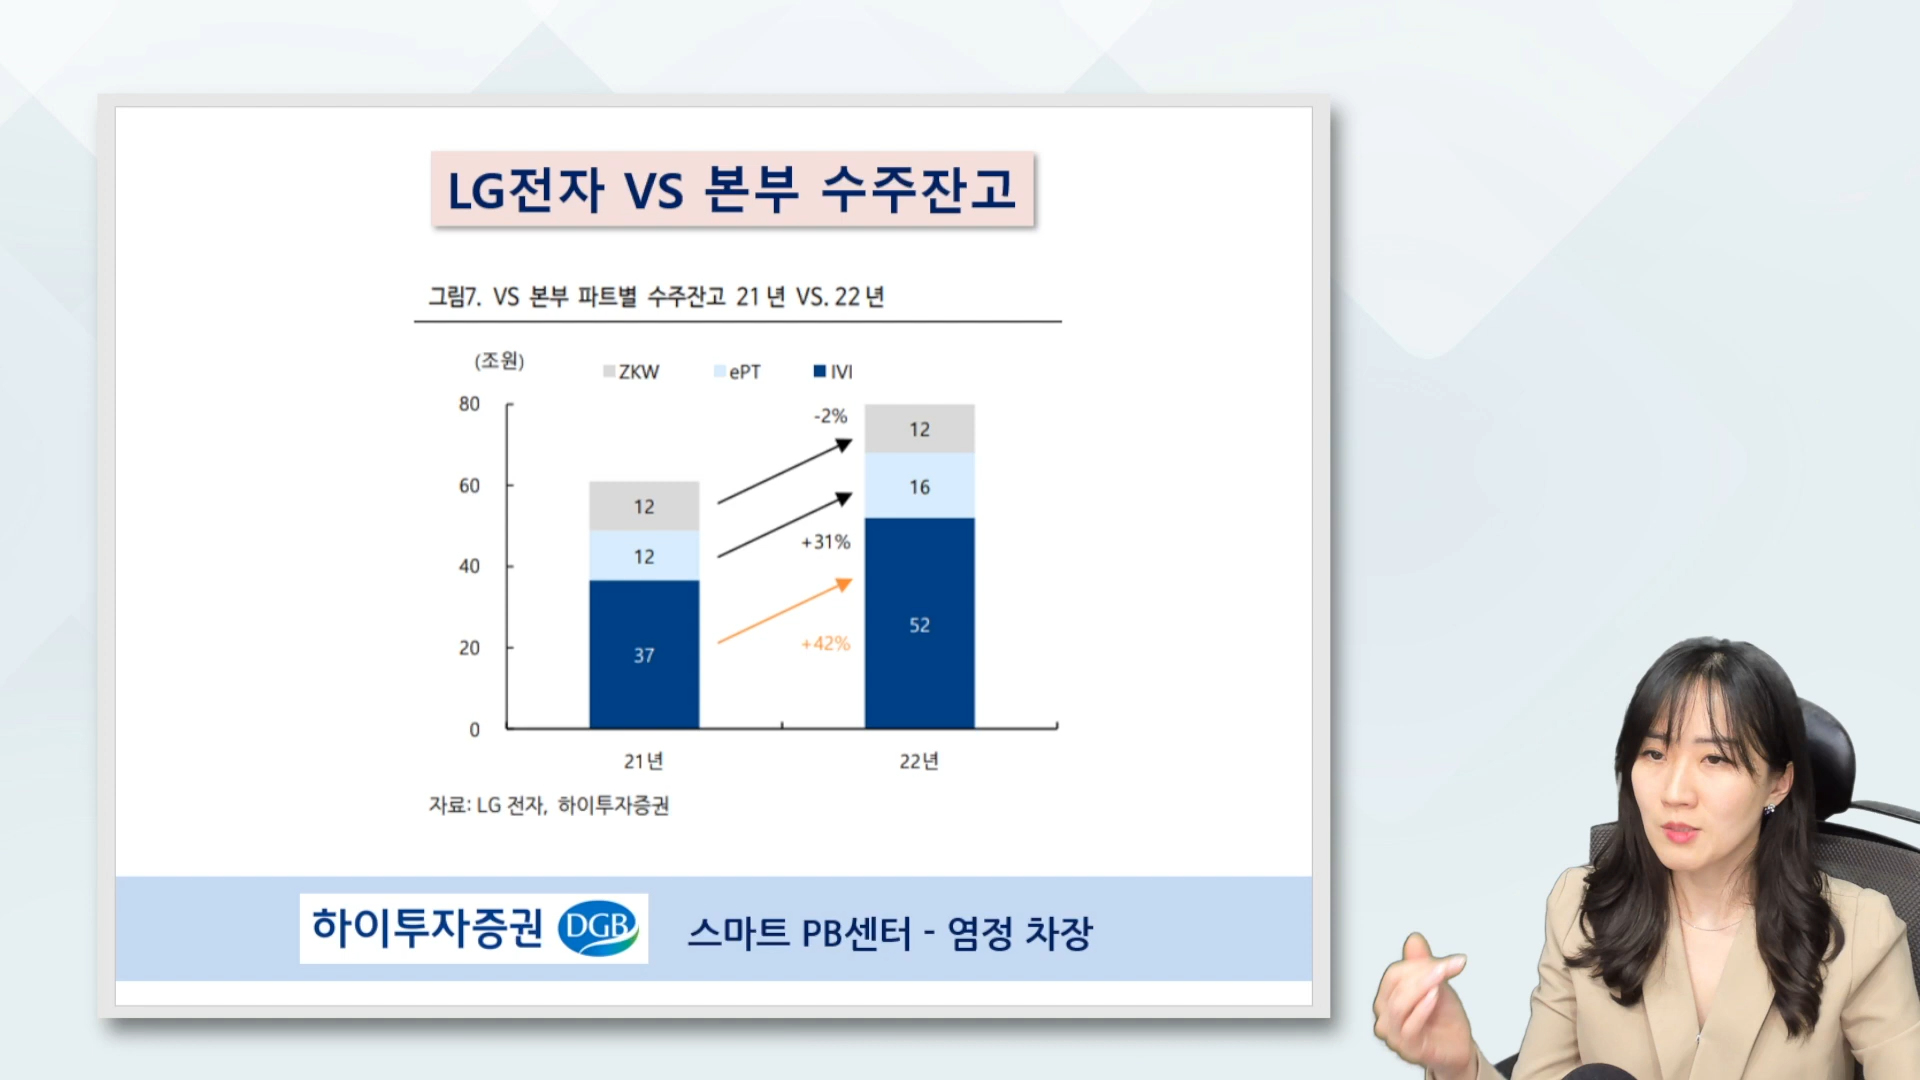 LG전자 VS 본부 수주잔고
그림7. VS 본부 파트별 수주잔고 21년 VS. 22년
(조원)
ZKW ePT IVI
80
60
40
20
0
-2%
+31%
+42%
12
12
37
12
16
52
21년 22년
자료: LG 전자, 하이투자증권
하이투자증권 DGB 스마트 PB센터 - 염정 차장